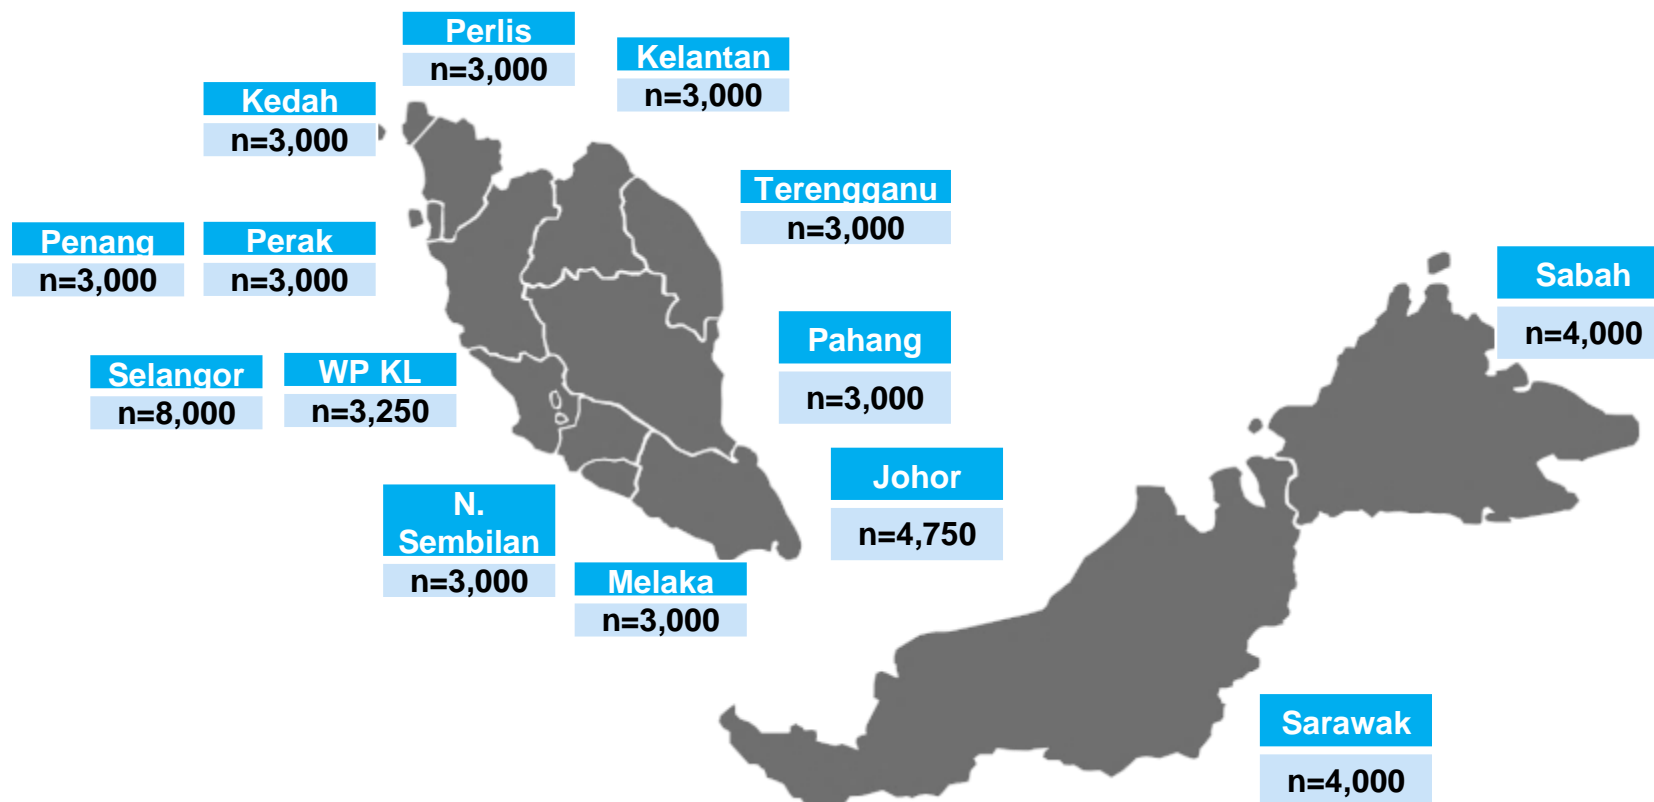 Perlis
n=3,000
Kelantan
n=3,000
Kedah
n=3,000
Terengganu
n=3,000
Penang
n=3,000
Perak
n=3,000
Sabah
n=4,000
Pahang
n=3,000
Selangor
n=8,000
WP KL
n=3,250
Johor
n=4,750
N.
Sembilan
n=3,000
Melaka
n=3,000
Sarawak
n=4,000